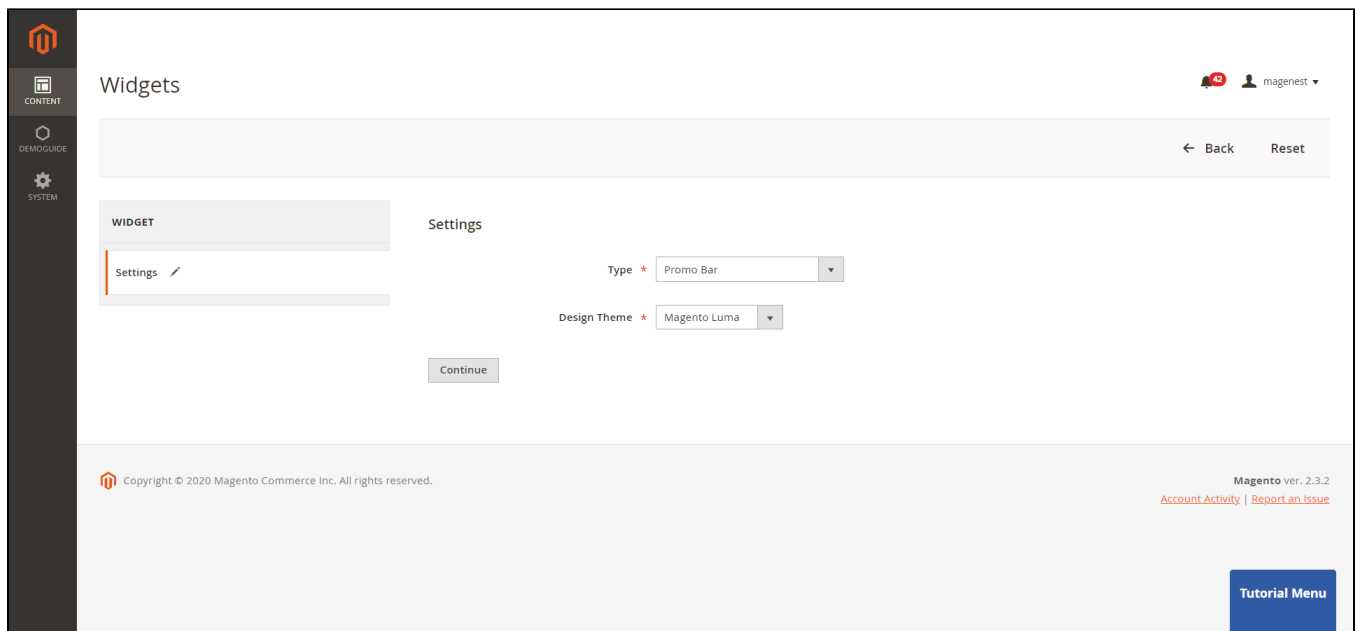 CONTENT
DEMOGUIDE
SYSTEM
Widgets
42
magenest
Back
Reset
WIDGET
Settings
Settings
Type *
Promo Bar
Design Theme *
Magento Luma
Continue
Copyright © 2020 Magento Commerce Inc. All rights reserved.
Magento ver. 2.3.2
Account Activity | Report an Issue
Tutorial Menu